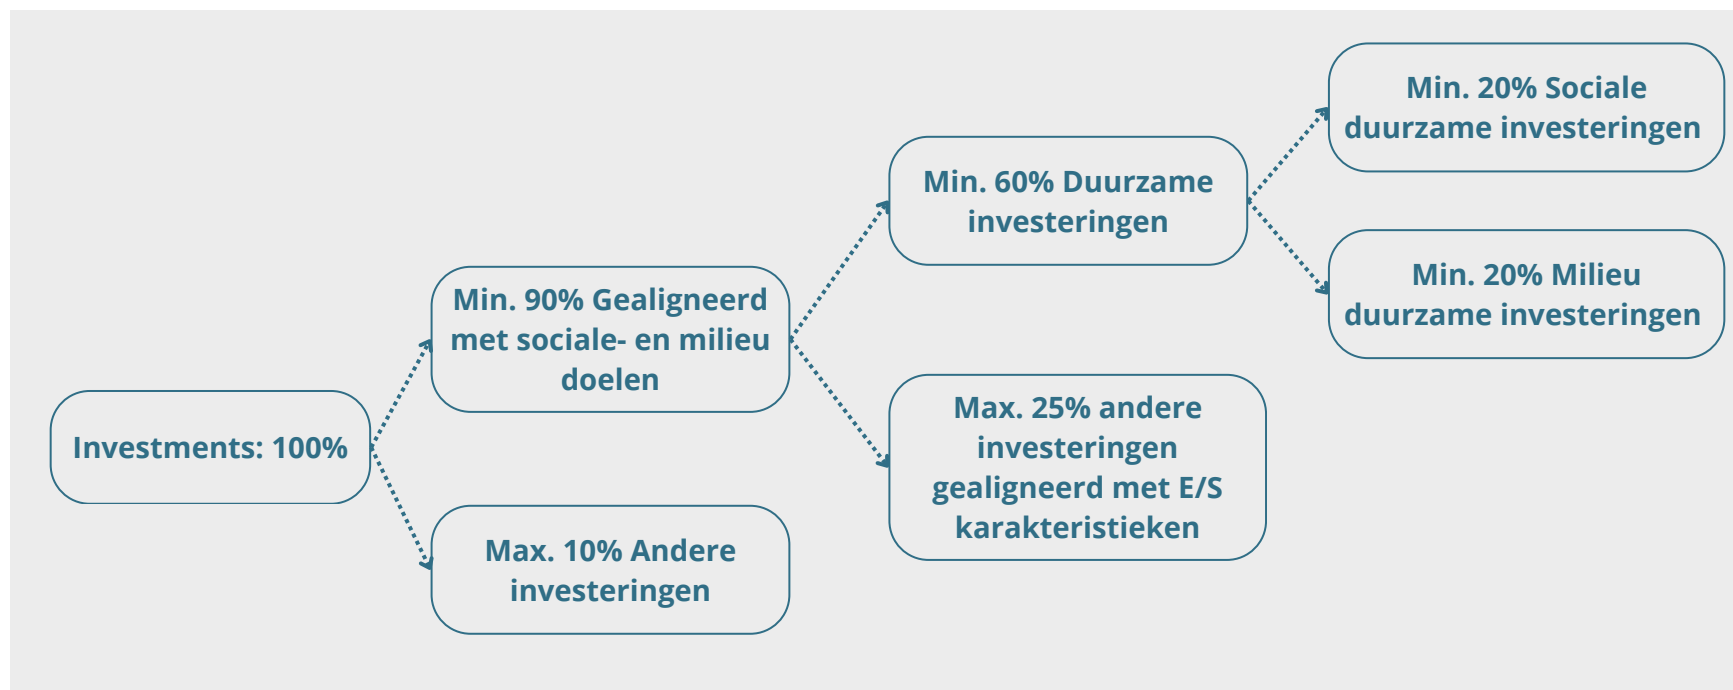 Investments: 100%
Min. 90% Gealigneerd
met sociale- en milieu
doelen
Max. 10% Andere
investeringen
Min. 60% Duurzame
investeringen
Max. 25% andere
investeringen
gealigneerd met E/S
karakteristieken
Min. 20% Sociale
duurzame investeringen
Min. 20% Milieu
duurzame investeringen